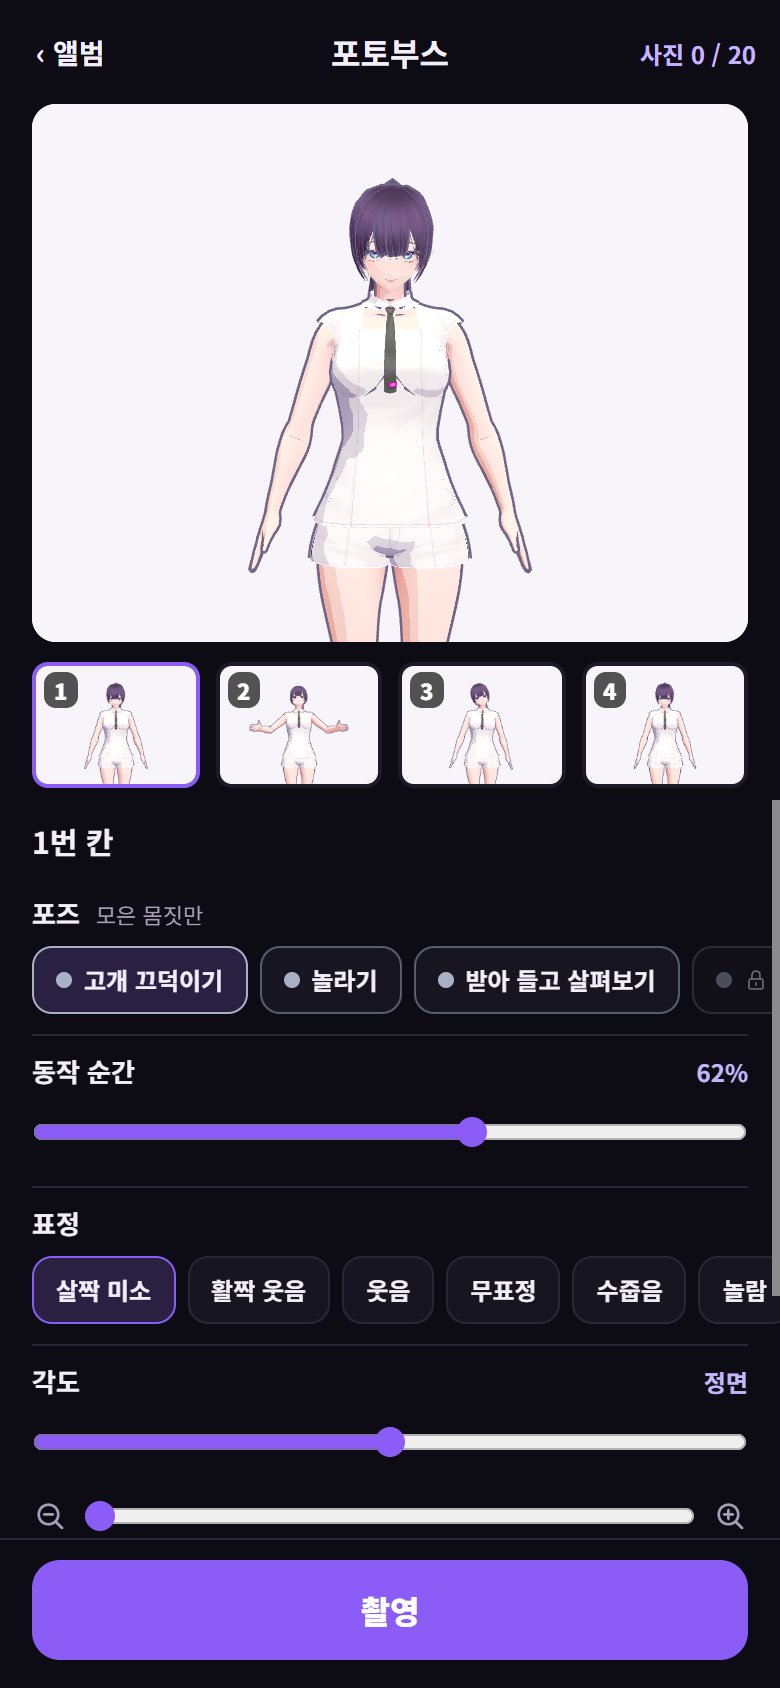 ‹ 앨범
포토부스
사진 0 / 20
1
2
3
4
1번 칸
포즈 모은 몸짓만
고개 끄덕이기
놀라기
받아 들고 살펴보기
동작 순간
62%
표정
살짝 미소
활짝 웃음
웃음
무표정
수줍음
놀람
각도
정면
촬영